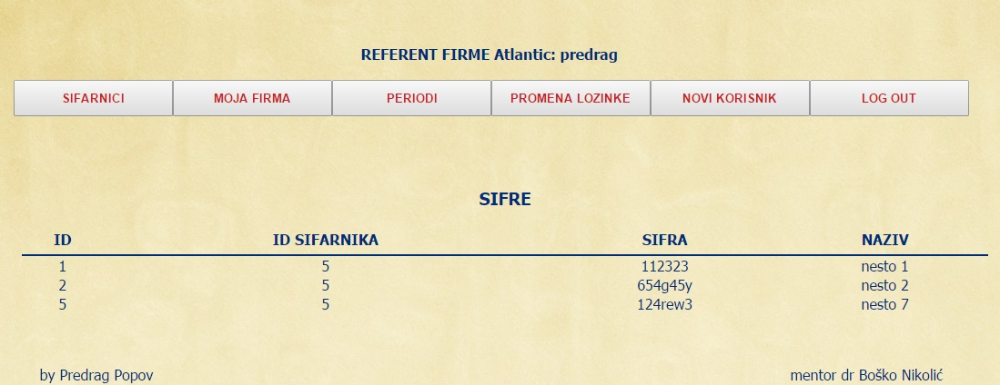 REFERENT FIRME Atlantic: predrag
SIFARNICI MOJA FIRMA PERIODI PROMENA LOZINKE NOVI KORISNIK LOG OUT
SIFRE
ID ID SIFARNIKA SIFRA NAZIV
1 5 112323 nesto 1
2 5 654g45y nesto 2
5 5 124rew3 nesto 7
by Predrag Popov mentor dr Boško Nikolić